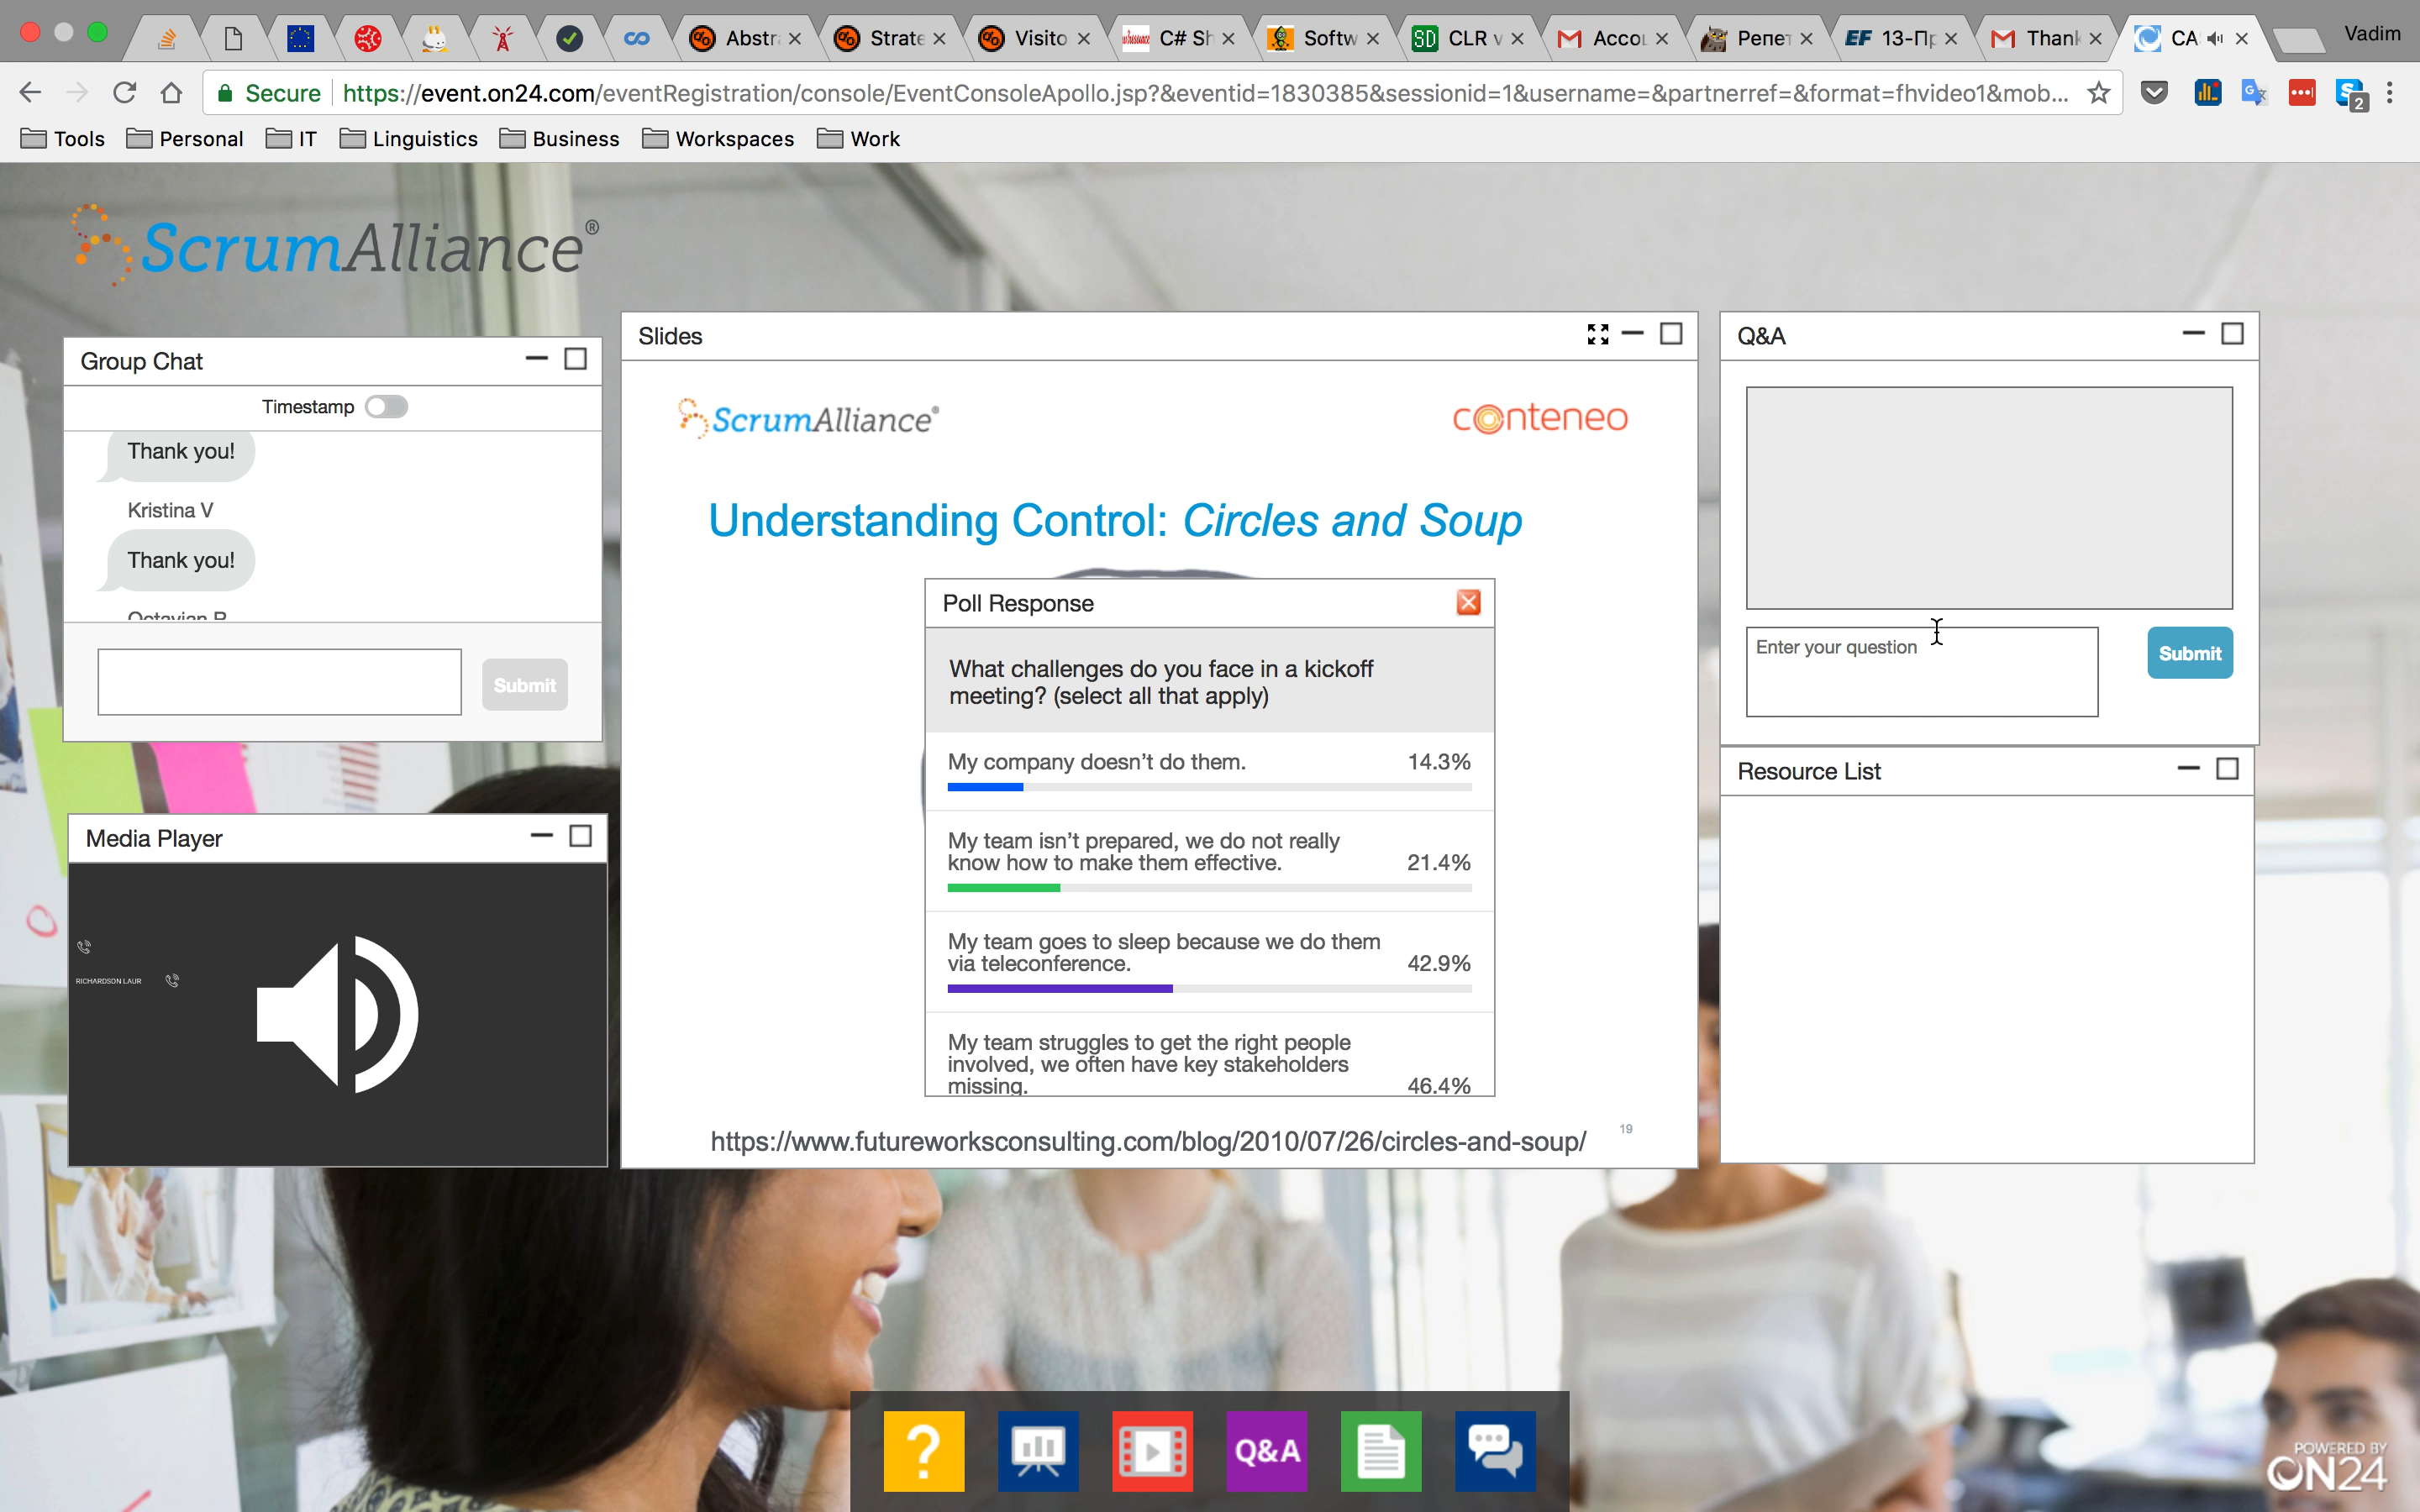 Abstra
Strate
Visito
C# Sh
Softw
CLR v
Accou
Репет
13-Пр
Thank
CA
Vadim
Secure
https://event.on24.com/eventRegistration/console/EventConsoleApollo.jsp?&eventid=1830385&sessionid=1&username=&partnerref=&format=fhvideo1&mob...
2
Tools
Personal
IT
Linguistics
Business
Workspaces
Work
ScrumAlliance®
Group Chat
Timestamp
Thank you!
Kristina V
Thank you!
Octavian R
Submit
Media Player
RICHARDSON LAUR
Slides
ScrumAlliance®
conteneo
Understanding Control: Circles and Soup
Poll Response
What challenges do you face in a kickoff
meeting? (select all that apply)
My company doesn't do them.
14.3%
My team isn't prepared, we do not really
know how to make them effective.
21.4%
My team goes to sleep because we do them
via teleconference.
42.9%
My team struggles to get the right people
involved, we often have key stakeholders
missing.
46.4%
https://www.futureworksconsulting.com/blog/2010/07/26/circles-and-soup/
19
Q&A
Enter your question
Submit
Resource List
Q&A
POWERED BY
ON24